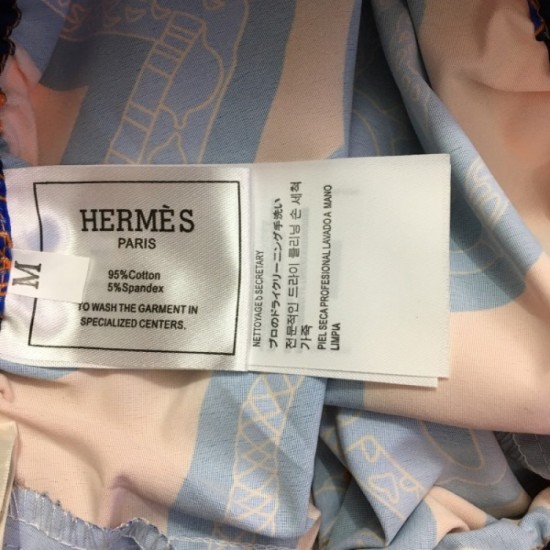 HERMÈS
PARIS
95%Cotton
5%Spandex
TO WASH THE GARMENT IN
SPECIALIZED CENTERS.
M
NETTOYAGE à SECRETARY
プロのドライクリーニング手洗い
전문적인 드라이 클리닝 손 세척
가죽
PIEL SECA PROFESIONAL LAVADO A MANO
LIMPIA